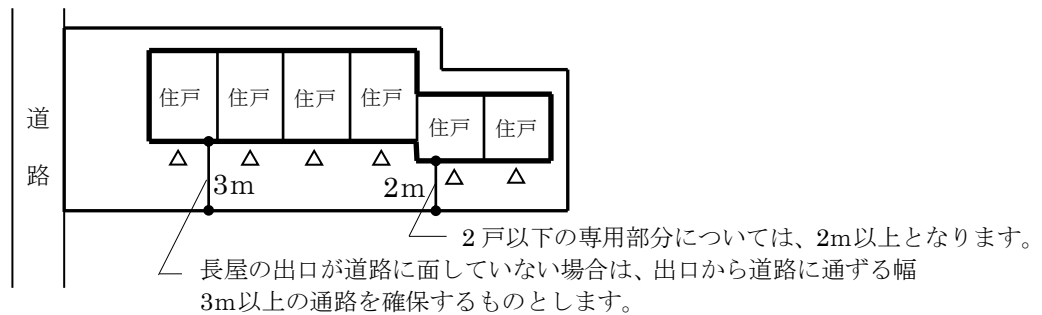 道路
住戸 住戸 住戸 住戸
住戸 住戸
3m
2m
2戸以下の専用部分については、2m以上となります。
長屋の出口が道路に面していない場合は、出口から道路に通ずる幅
3m以上の通路を確保するものとします。